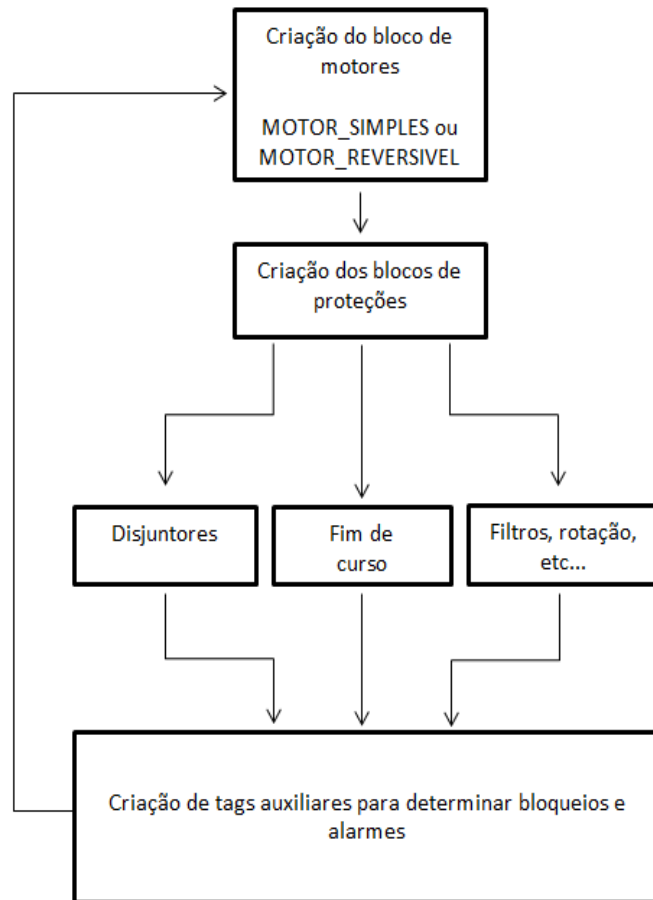 Criação do bloco de
motores
MOTOR_SIMPLES ou
MOTOR_REVERSIVEL
Criação dos blocos de
proteções
Disjuntores
Fim de
curso
Filtros, rotação,
etc...
Criação de tags auxiliares para determinar bloqueios e
alarmes